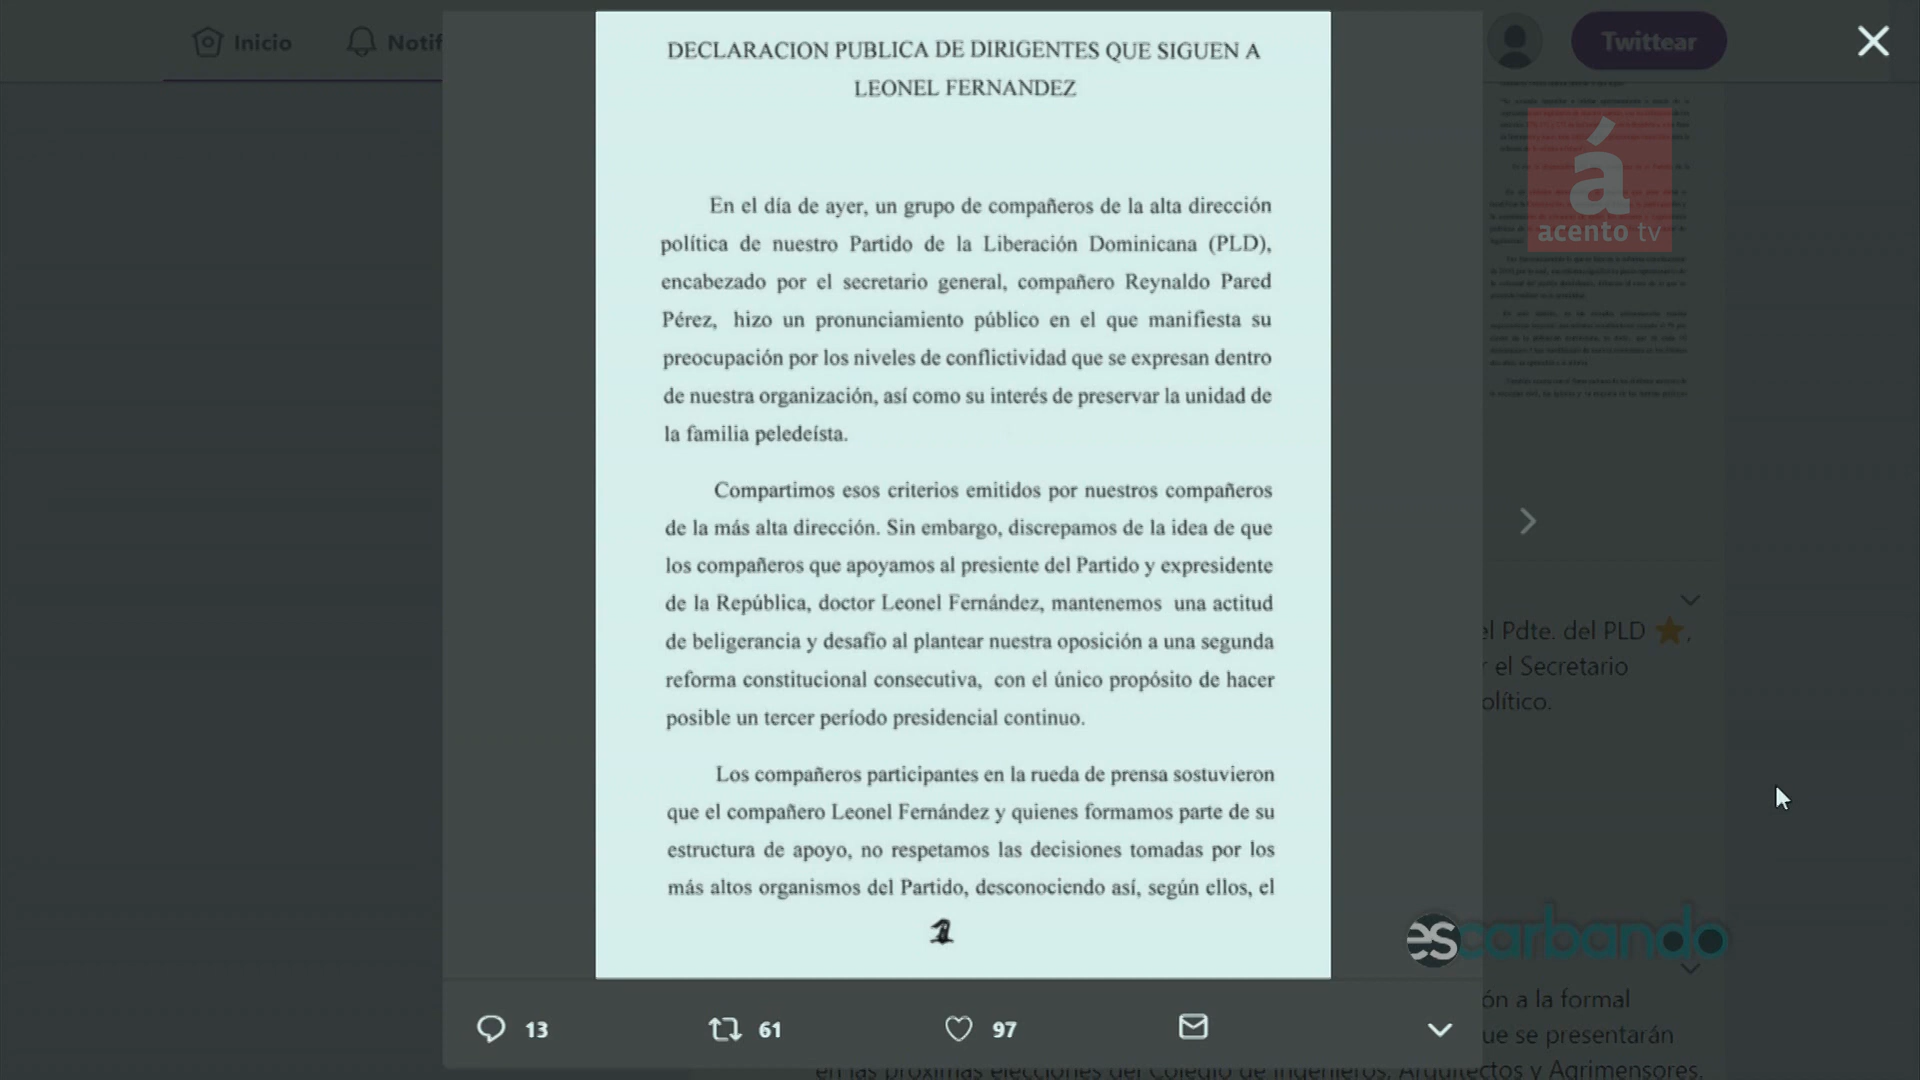 Inicio
Notif
Twittear
DECLARACION PUBLICA DE DIRIGENTES QUE SIGUEN A
LEONEL FERNANDEZ
En el día de ayer, un grupo de compañeros de la alta dirección
política de nuestro Partido de la Liberación Dominicana (PLD),
encabezado por el secretario general, compañero Reynaldo Pared
Pérez, hizo un pronunciamiento público en el que manifiesta su
preocupación por los niveles de conflictividad que se expresan dentro
de nuestra organización, así como su interés de preservar la unidad de
la familia peledeísta.
Compartimos esos criterios emitidos por nuestros compañeros
de la más alta dirección. Sin embargo, discrepamos de la idea de que
los compañeros que apoyamos al presiente del Partido y expresidente
de la República, doctor Leonel Fernández, mantenemos una actitud
de beligerancia y desafío al plantear nuestra oposición a una segunda
reforma constitucional consecutiva, con el único propósito de hacer
posible un tercer período presidencial continuo.
Los compañeros participantes en la rueda de prensa sostuvieron
que el compañero Leonel Fernández y quienes formamos parte de su
estructura de apoyo, no respetamos las decisiones tomadas por los
más altos organismos del Partido, desconociendo así, según ellos, el
13
61
97
á
acento tv
el Pdte. del PLD ⭐,
r el Secretario
olítico.
escarbando
ón a la formal
ue se presentarán
en las próximas elecciones del Colegio de Ingenieros, Arquitectos y Agrimensores,